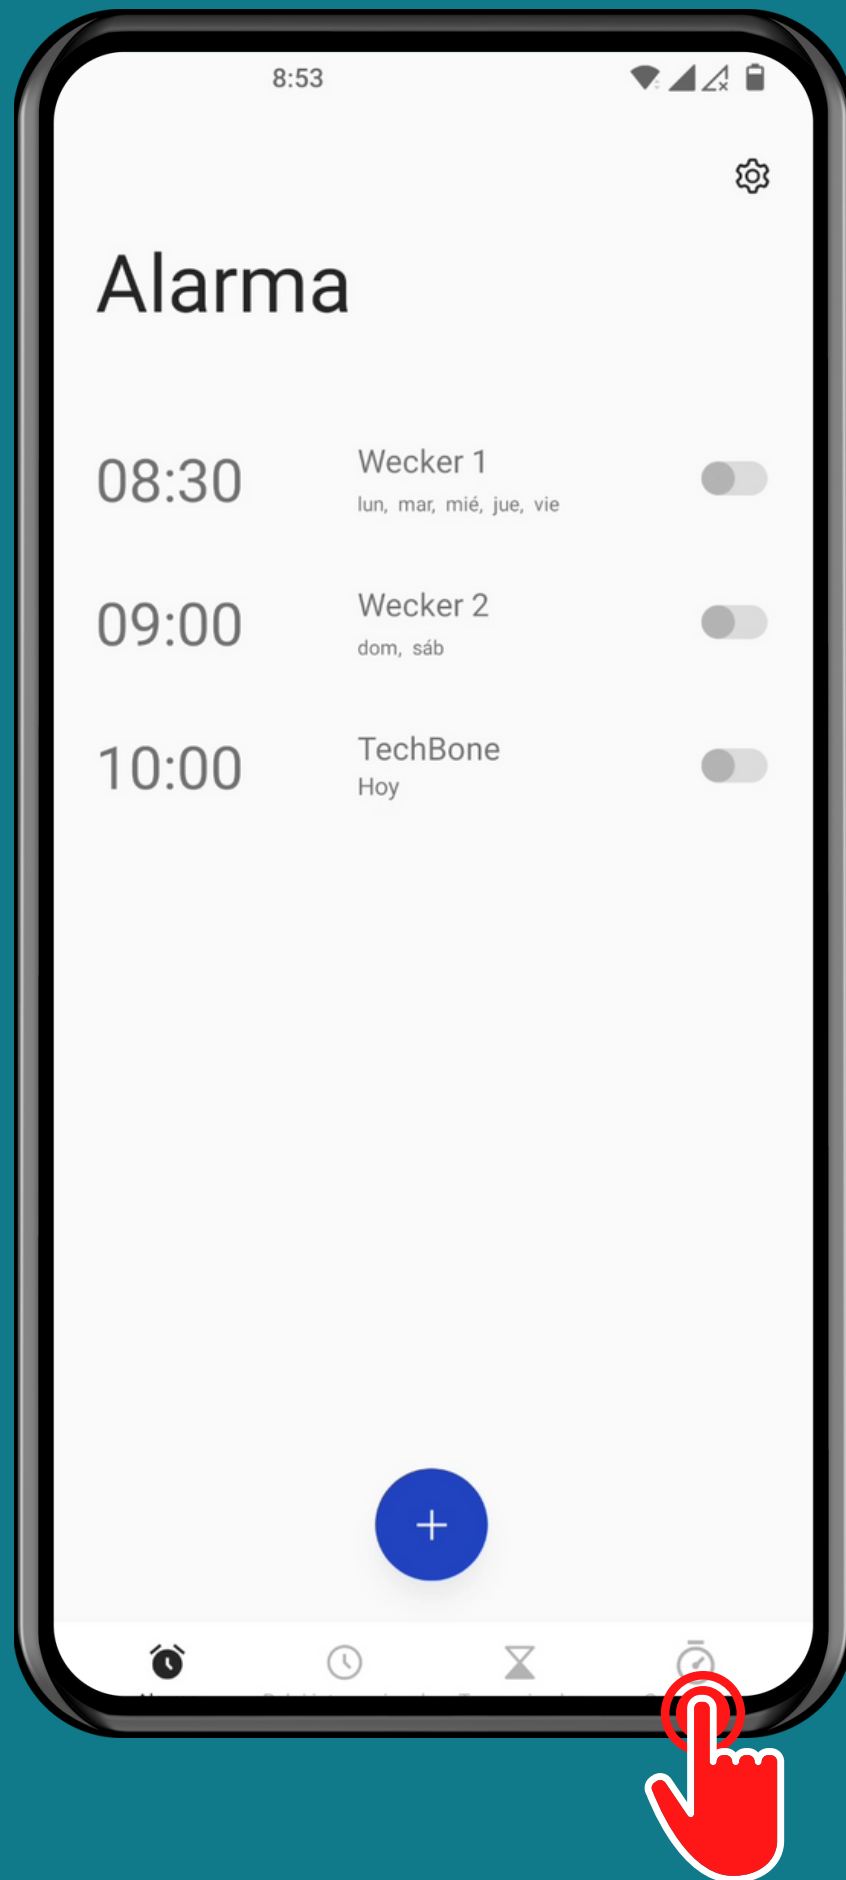 8:53
Alarma
08:30
Wecker 1
lun, mar, mié, jue, vie
09:00
Wecker 2
dom, sáb
10:00
TechBone
Hoy